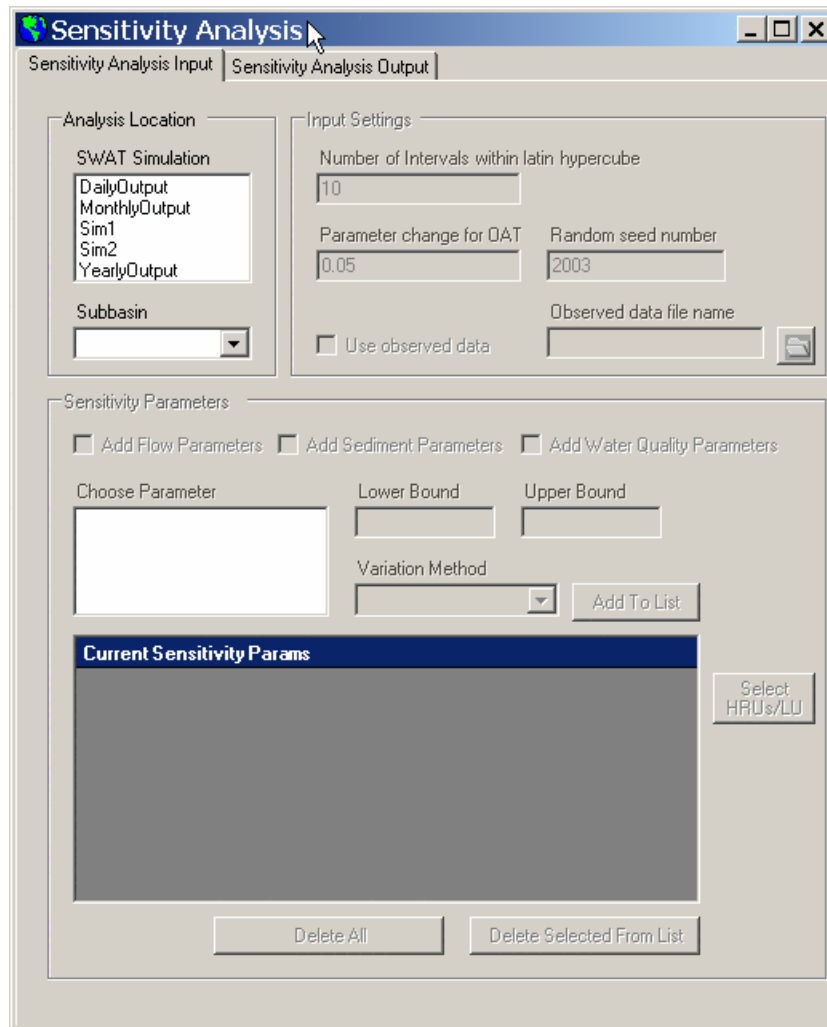 Sensitivity Analysis
Sensitivity Analysis Input Sensitivity Analysis Output
Analysis Location
Input Settings
SWAT Simulation
DailyOutput
MonthlyOutput
Sim1
Sim2
YearlyOutput
Subbasin
Number of Intervals within latin hypercube
10
Parameter change for OAT Random seed number
0.05 2003
Observed data file name
Use observed data
Sensitivity Parameters
Add Flow Parameters Add Sediment Parameters Add Water Quality Parameters
Choose Parameter Lower Bound Upper Bound
Variation Method
Add To List
Current Sensitivity Params
Select
HRUs/LU
Delete All Delete Selected From List